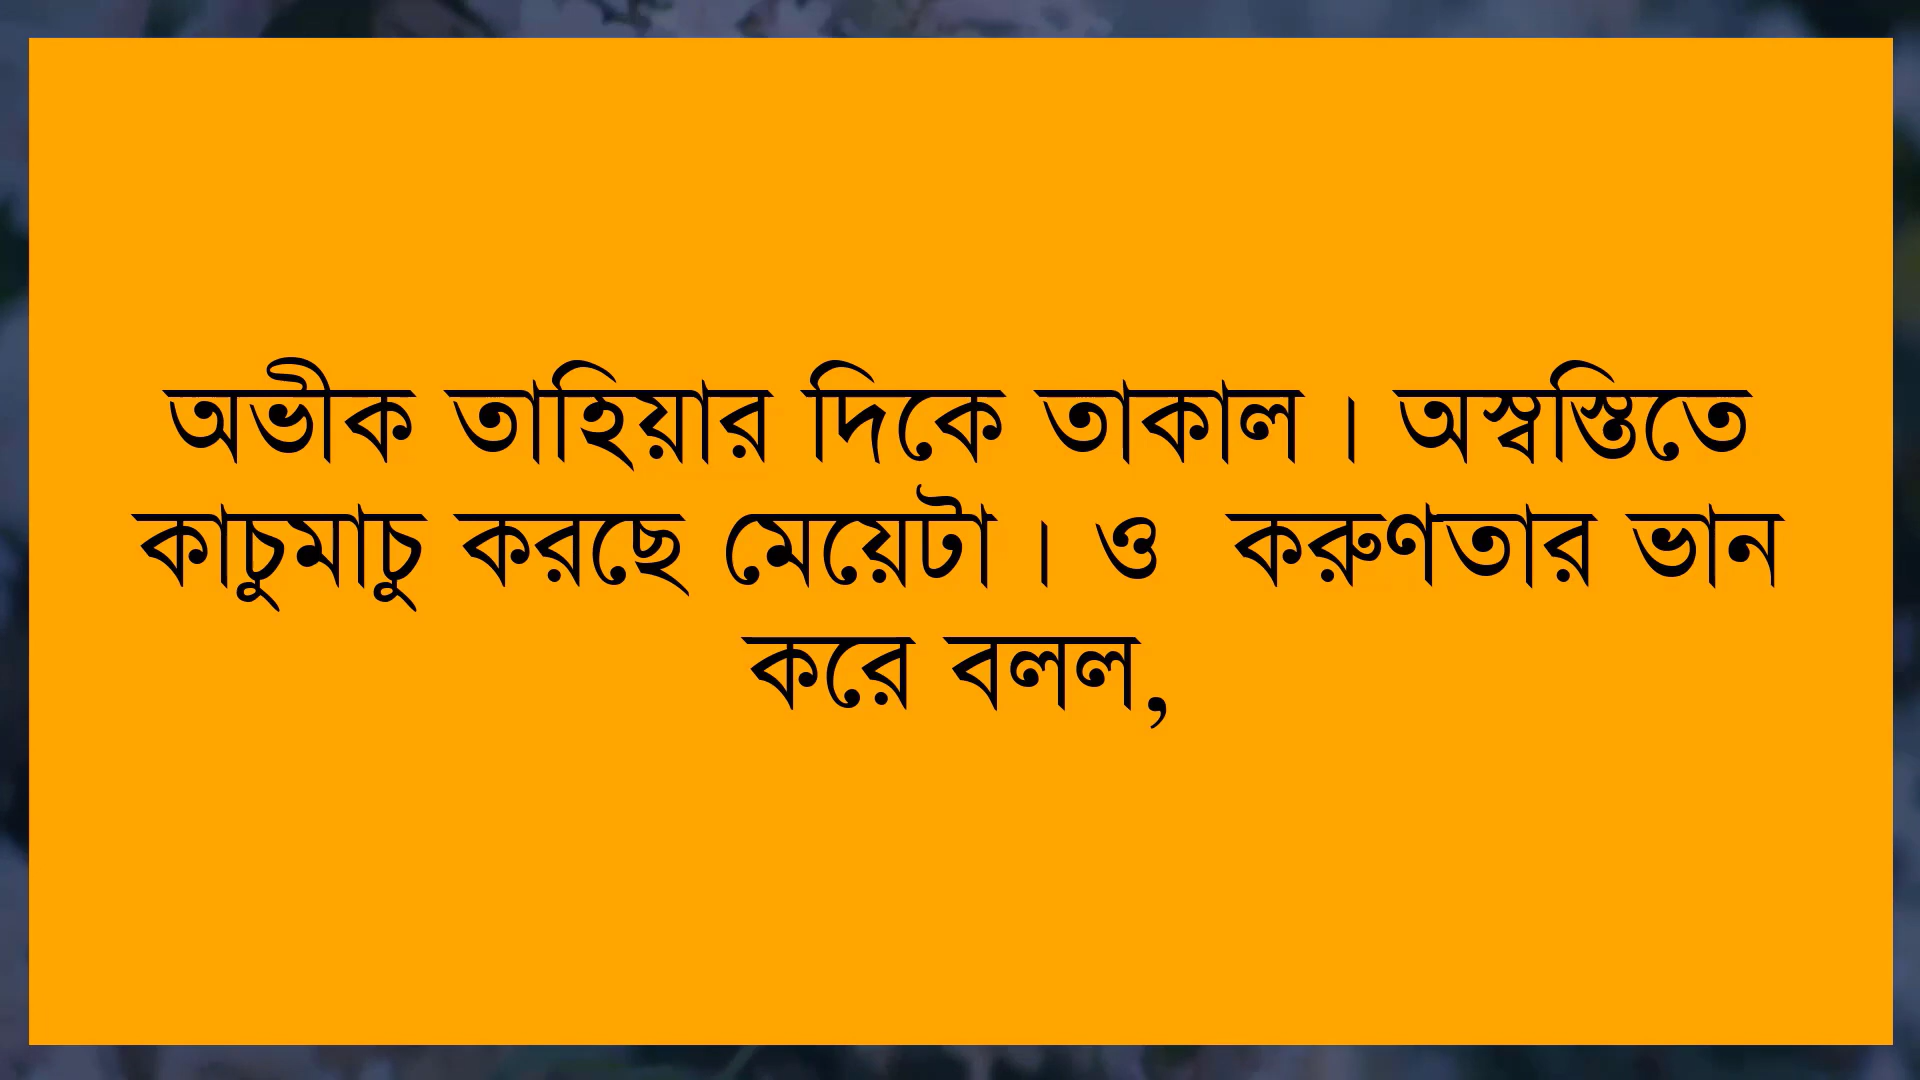 অভীক তাহিয়ার দিকে তাকাল। অস্বস্তিতে
কাচুমাচু করছে মেয়েটা। ও  করুণতার ভান
করে বলল,